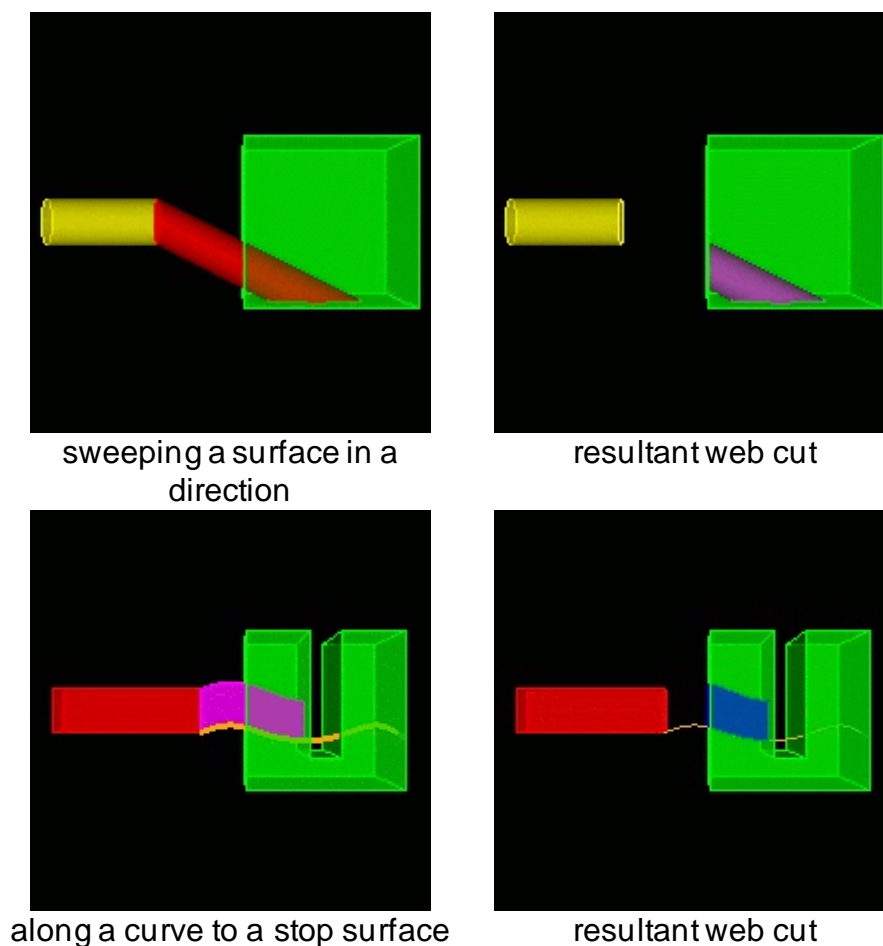 sweeping a surface in a
direction
resultant web cut
along a curve to a stop surface
resultant web cut